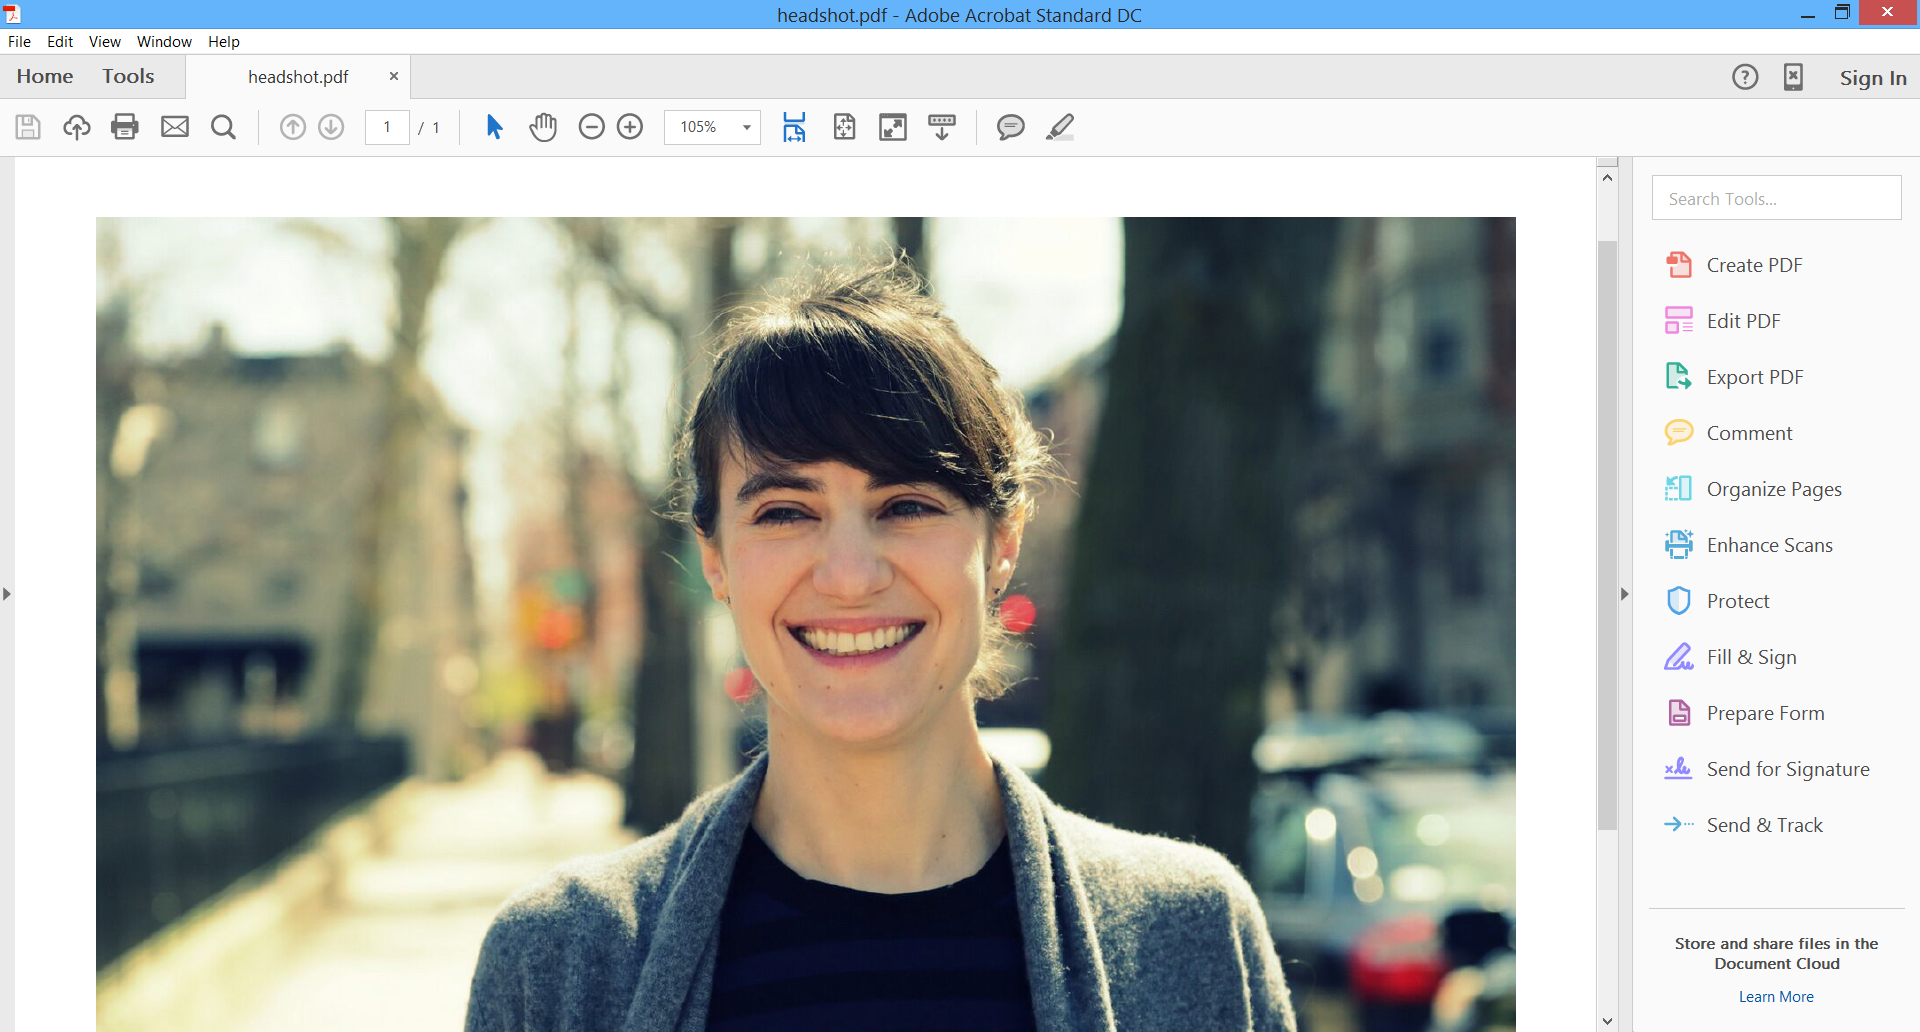 headshot.pdf - Adobe Acrobat Standard DC
File Edit View Window Help
Home Tools headshot.pdf × Sign In
1 / 1 105%
Search Tools...
Create PDF
Edit PDF
Export PDF
Comment
Organize Pages
Enhance Scans
Protect
Fill & Sign
Prepare Form
Send for Signature
Send & Track
Store and share files in the
Document Cloud
Learn More